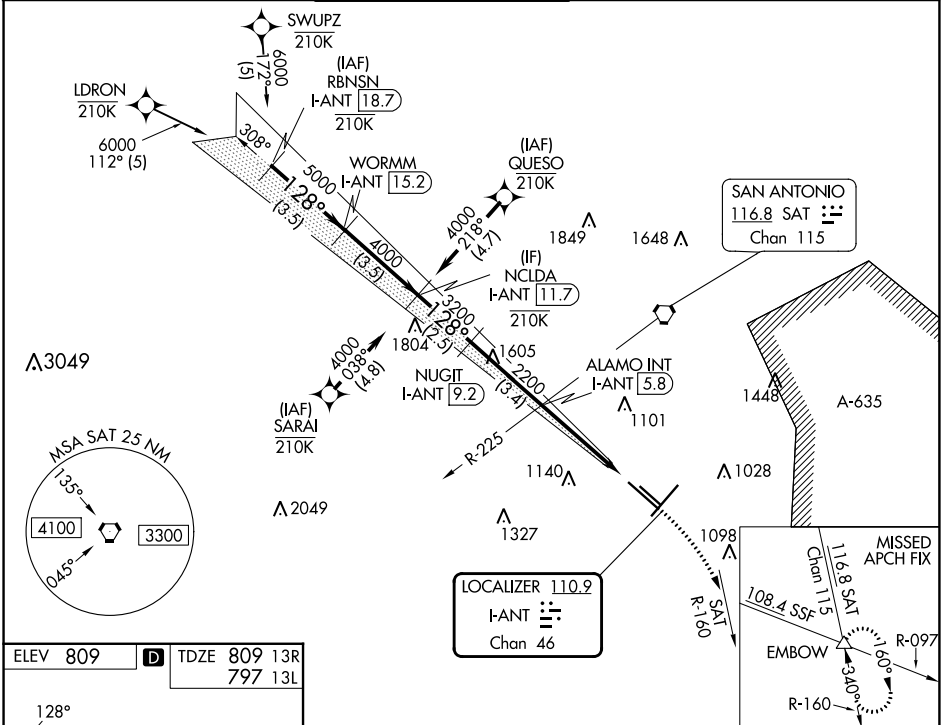 SWUPZ
210K
6000
172°
(5)
LDRON
210K
6000
112° (5)
(IAF)
RBNSN
I-ANT 18.7
210K
308°
128°
(3.5)
5000
WORMM
I-ANT 15.2
4000
(3.5)
(IAF)
QUESO
210K
4000
218°
(4.7)
1849
1648
SAN ANTONIO
116.8 SAT
Chan 115
(IF)
NCLDA
I-ANT 11.7
210K
3200
128°
(2.5)
1804
1605
NUGIT
I-ANT 9.2
2200
(3.4)
ALAMO INT
I-ANT 5.8
R-225
1101
1448
A-635
3049
4000
038°
(4.8)
(IAF)
SARAI
210K
MSA SAT 25 NM
135°
4100
3300
045°
2049
1140
1028
1327
1098
SAT
R-160
LOCALIZER 110.9
I-ANT
Chan 46
MISSED
APCH FIX
116.8 SAT
Chan 115
108.4 SSF
EMBOW
R-097
160°
340°
R-160
ELEV 809 D TDZE 809 13R
797 13L
128°